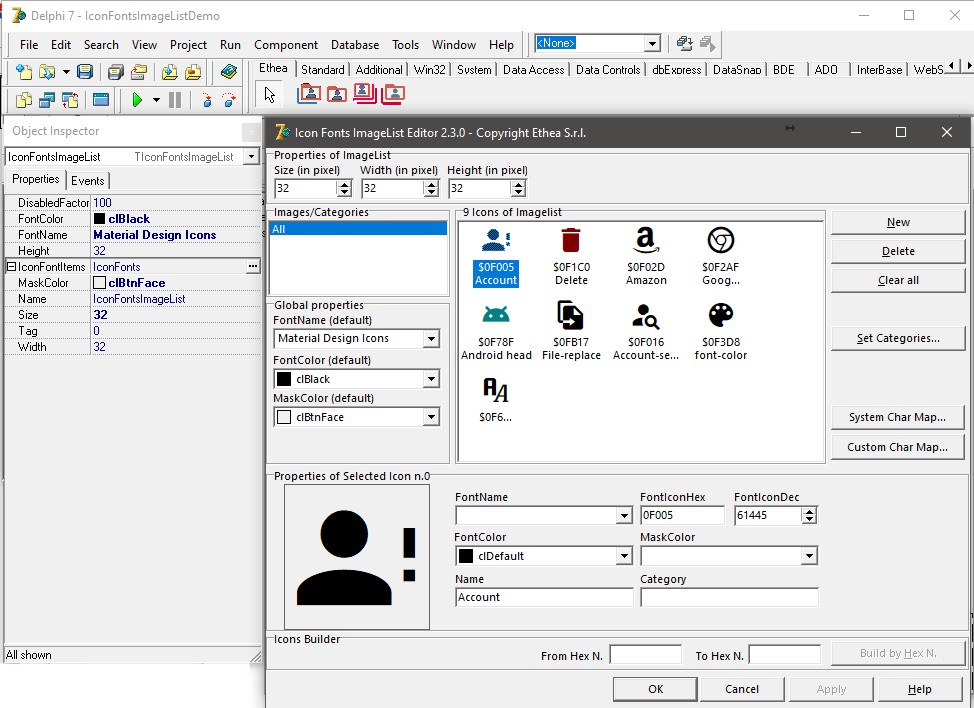 Delphi 7 - IconFontsImageListDemo
File Edit Search View Project Run Component Database Tools Window Help
<None>
Ethea Standard Additional Win32 System Data Access Data Controls dbExpress DataSnap BDE ADO InterBase WebS
Object Inspector
IconFontsImageList TIconFontsImageList
Properties Events
DisabledFactor 100
FontColor clBlack
FontName Material Design Icons
Height 32
IconFontItems IconFonts
MaskColor clBtnFace
Name IconFontsImageList
Size 32
Tag 0
Width 32
All shown
Icon Fonts ImageList Editor 2.3.0 - Copyright Ethea S.r.l.
Properties of ImageList
Size (in pixel) Width (in pixel) Height (in pixel)
32 32 32
Images/Categories
All
Global properties
FontName (default)
Material Design Icons
FontColor (default)
clBlack
MaskColor (default)
clBtnFace
9 Icons of Imagelist
$0F005 $0F1C0 $0F02D $0F2AF
Account Delete Amazon Goog...
$0F78F $0FB17 $0F016 $0F3D8
Android head File-replace Account-se... font-color
$0F6...
New
Delete
Clear all
Set Categories...
System Char Map...
Custom Char Map...
Properties of Selected Icon n.0
FontName FontIconHex FontIconDec
0F005 61445
FontColor MaskColor
clDefault
Name Category
Account
Icons Builder
From Hex N. To Hex N. Build by Hex N.
OK Cancel Apply Help